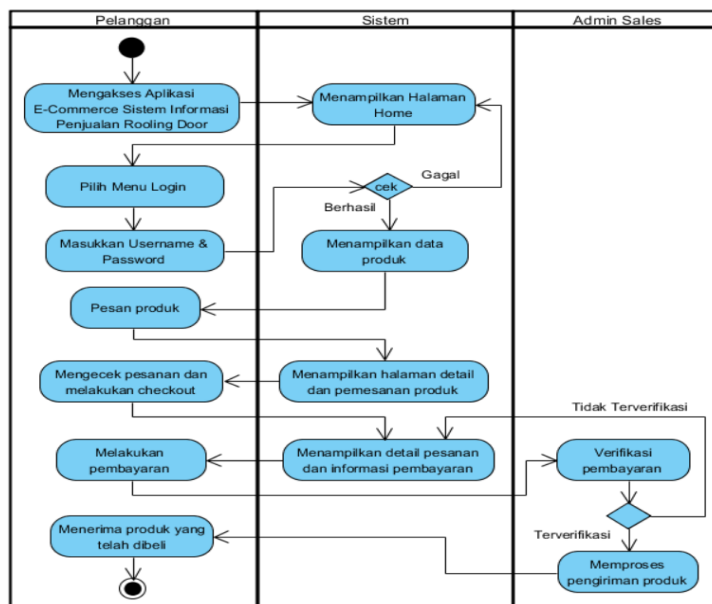 Pelanggan
Sistem
Admin Sales
Mengakses Aplikasi
E-Commerce Sistem Informasi
Penjualan Rooling Door
Menampilkan Halaman
Home
Pilih Menu Login
cek
Gagal
Berhasil
Masukkan Username &
Password
Menampilkan data
produk
Pesan produk
Mengecek pesanan dan
melakukan checkout
Menampilkan halaman detail
dan pemesanan produk
Tidak Terverifikasi
Melakukan
pembayaran
Menampilkan detail pesanan
dan informasi pembayaran
Verifikasi
pembayaran
Terverifikasi
Menerima produk yang
telah dibeli
Memproses
pengiriman produk